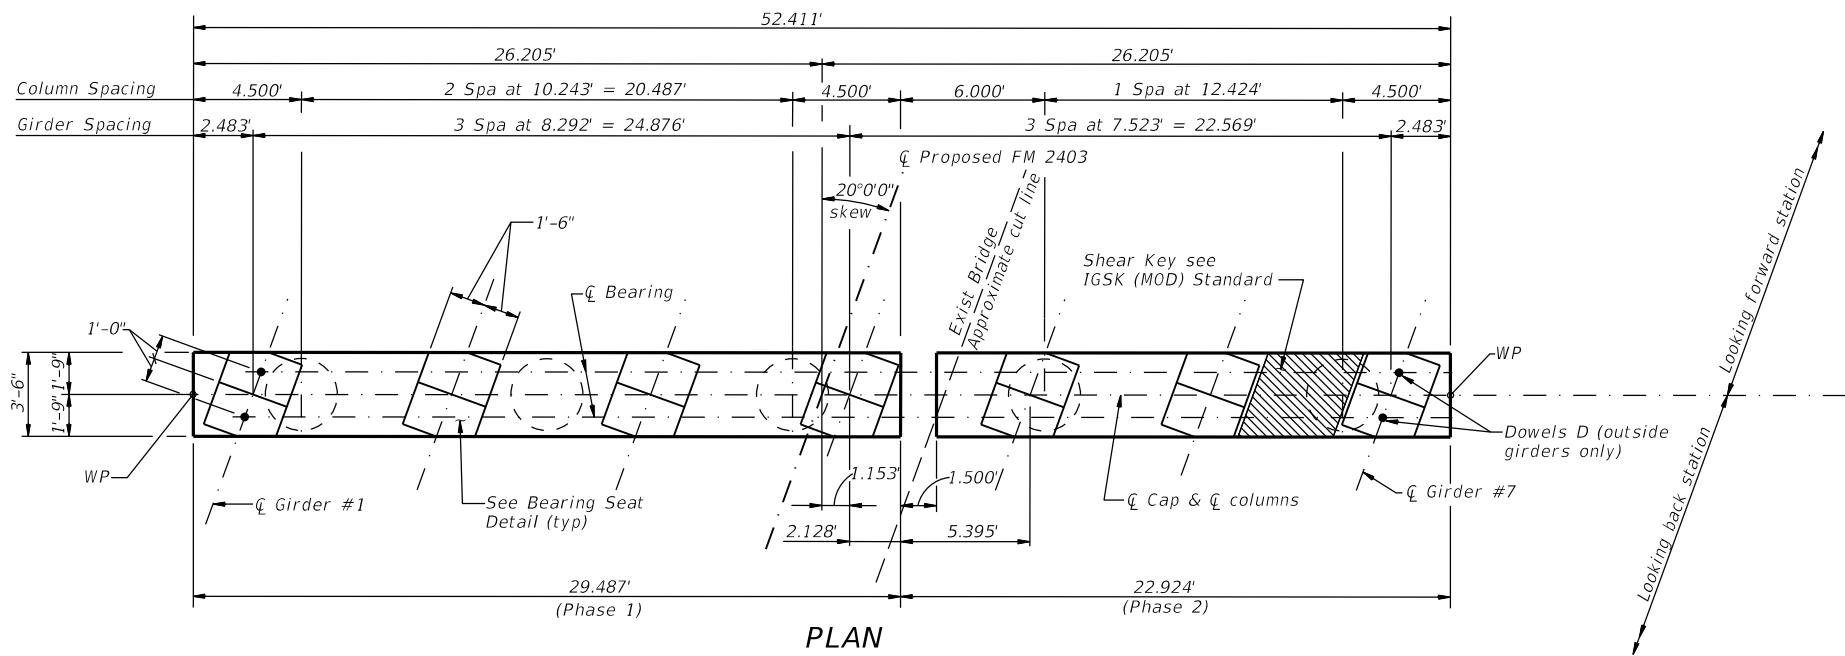 52.411'
26.205' 26.205'
Column Spacing 4.500' 2 Spa at 10.243' = 20.487' 4.500' 6.000' 1 Spa at 12.424' 4.500'
Girder Spacing 2.483' 3 Spa at 8.292' = 24.876' 3 Spa at 7.523' = 22.569' 2.483'
℄ Proposed FM 2403
20°0'0"
skew
Exist Bridge
Approximate cut line
1'-6"
Shear Key see
IGSK (MOD) Standard
℄ Bearing
1'-0"
3'-6"
1'-9"
1'-9"
WP
WP
Looking forward station
Looking back station
Dowels D (outside
girders only)
℄ Girder #1
See Bearing Seat
Detail (typ)
1.153'
1.500'
℄ Cap & ℄ columns
℄ Girder #7
2.128' 5.395'
29.487'
(Phase 1)
22.924'
(Phase 2)
PLAN